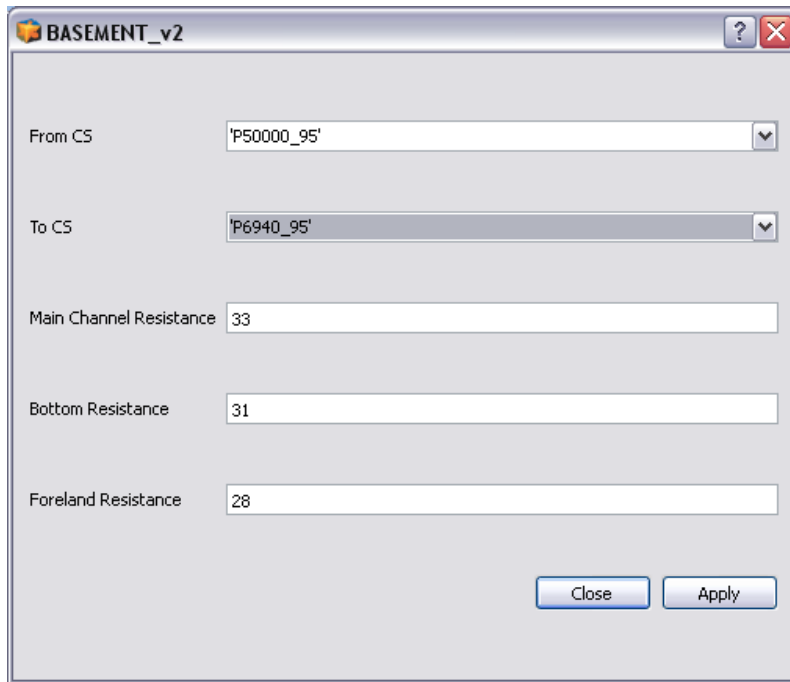 BASEMENT_v2
From CS 'P50000_95'
To CS 'P6940_95'
Main Channel Resistance 33
Bottom Resistance 31
Foreland Resistance 28
Close Apply